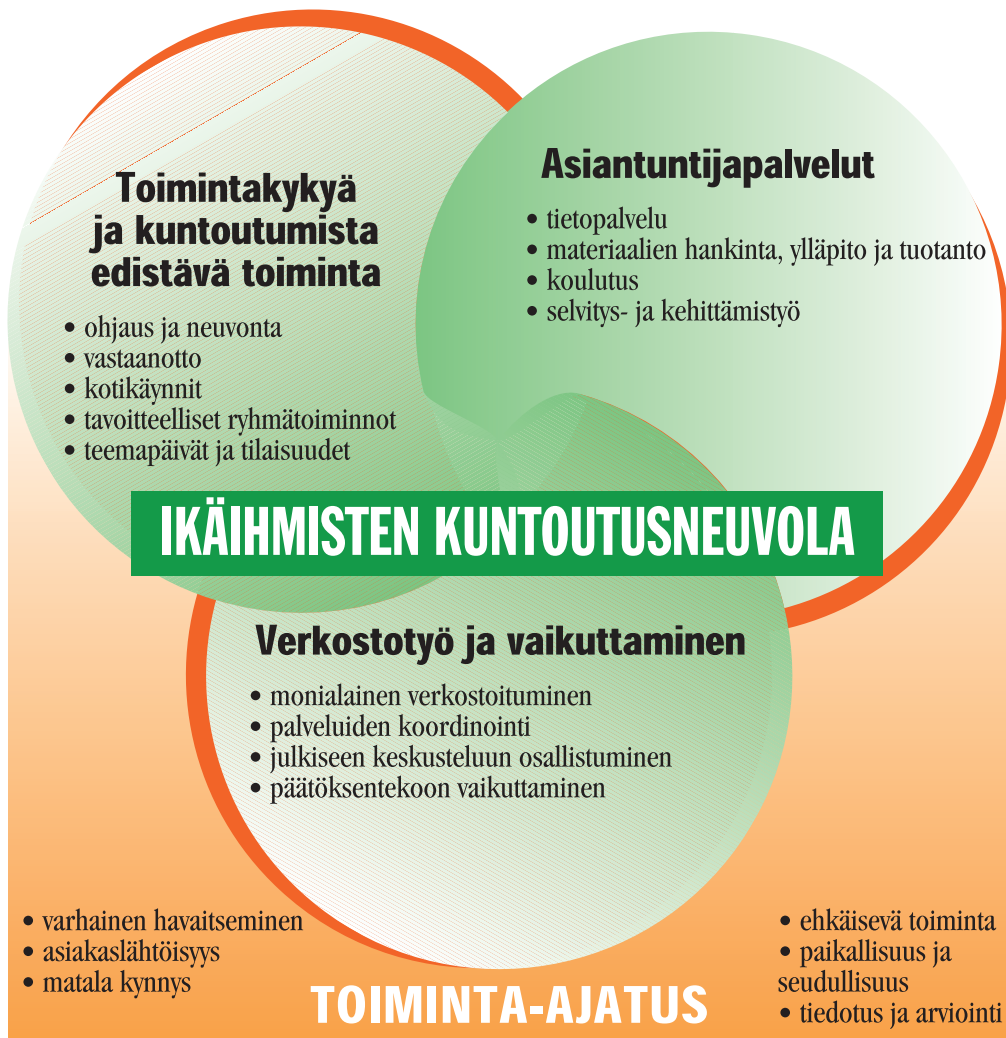 Toimintakykyä
ja kuntoutumista
edistävä toiminta
• ohjaus ja neuvonta
• vastaanotto
• kotikäynnit
• tavoitteelliset ryhmätoiminnot
• teemapäivät ja tilaisuudet
Asiantuntijapalvelut
• tietopalvelu
• materiaalien hankinta, ylläpito ja tuotanto
• koulutus
• selvitys- ja kehittämistyö
IKÄIHMISTEN KUNTOUTUSNEUVOLA
Verkostotyö ja vaikuttaminen
• monialainen verkostoituminen
• palveluiden koordinointi
• julkiseen keskusteluun osallistuminen
• päätöksentekoon vaikuttaminen
• varhainen havaitseminen
• asiakaslähtöisyys
• matala kynnys
TOIMINTA-AJATUS
• ehkäisevä toiminta
• paikallisuus ja
seudullisuus
• tiedotus ja arviointi